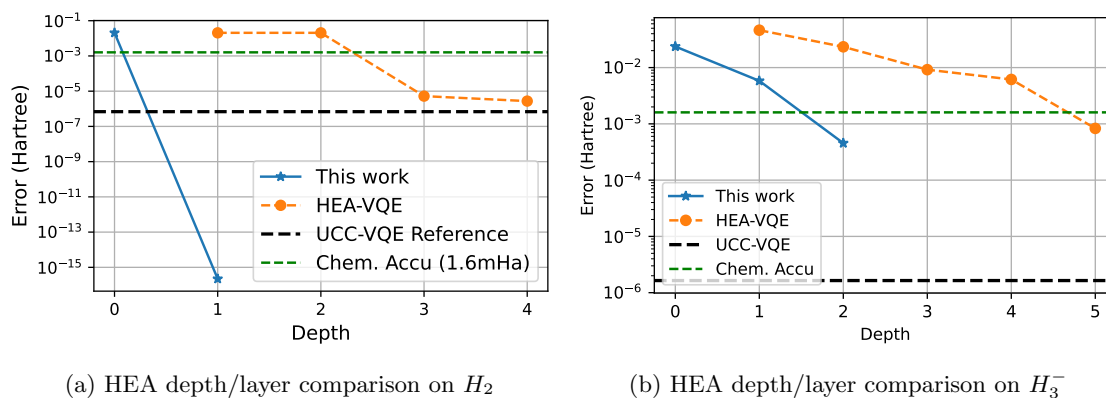 10⁻¹
10⁻³
10⁻⁵
10⁻⁷
10⁻⁹
10⁻¹¹
10⁻¹³
10⁻¹⁵
Error (Hartree)
This work
HEA-VQE
UCC-VQE Reference
Chem. Accu (1.6mHa)
0 1 2 3 4
Depth
(a) HEA depth/layer comparison on H₂
10⁻²
10⁻³
10⁻⁴
10⁻⁵
10⁻⁶
Error (Hartree)
This work
HEA-VQE
UCC-VQE
Chem. Accu
0 1 2 3 4 5
Depth
(b) HEA depth/layer comparison on H₃⁻